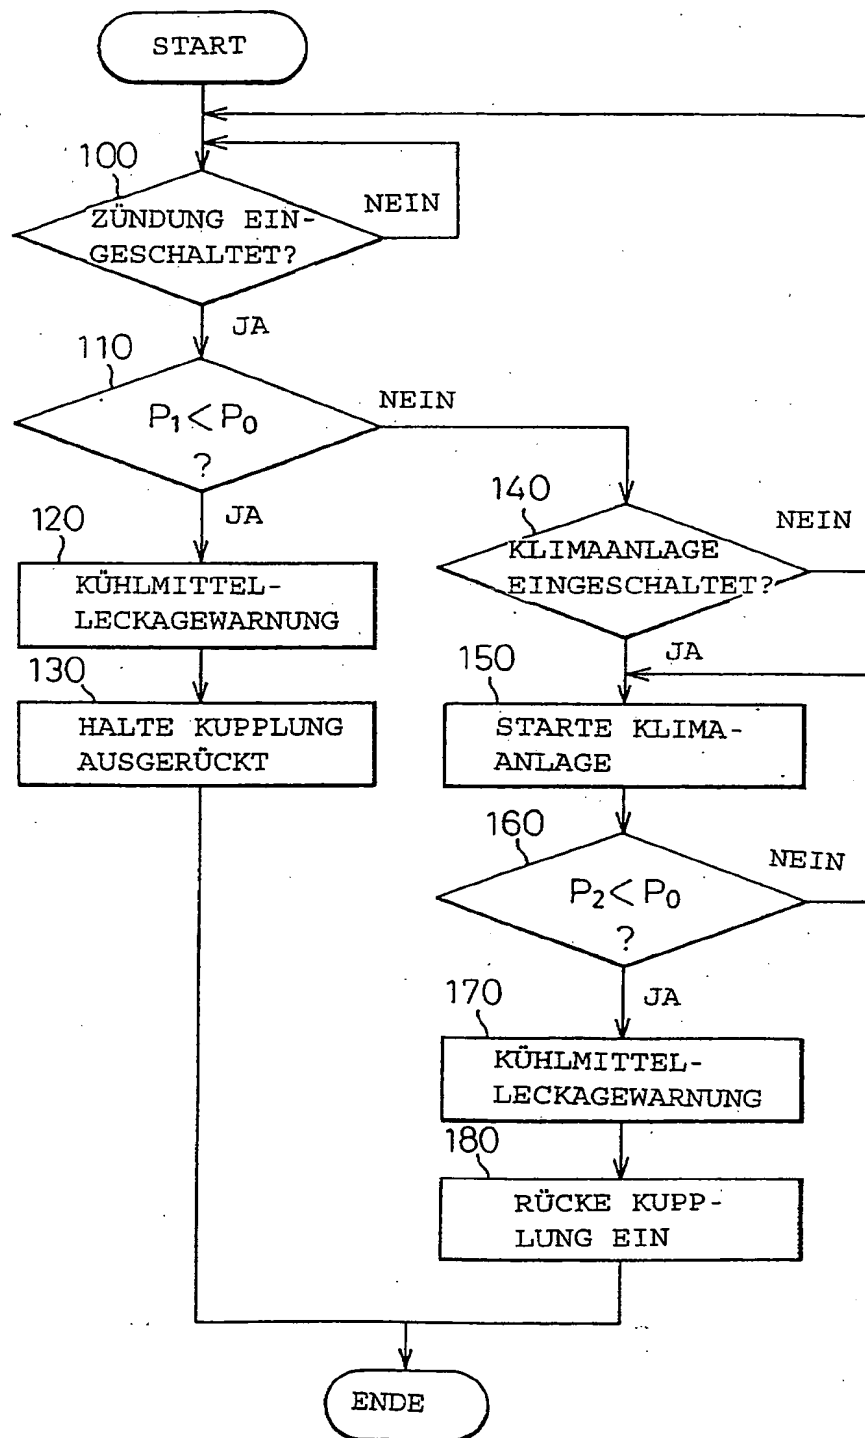 START
100
ZÜNDUNG EIN-
GESCHALTET?
NEIN
JA
110
P₁ < P₀
?
NEIN
JA
120
KÜHLMITTEL-
LECKAGEWARNUNG
130
HALTE KUPPLUNG
AUSGERÜCKT
140
KLIMAANLAGE
EINGESCHALTET?
NEIN
JA
150
STARTE KLIMA-
ANLAGE
160
P₂ < P₀
?
NEIN
JA
170
KÜHLMITTEL-
LECKAGEWARNUNG
180
RÜCKE KUPP-
LUNG EIN
ENDE